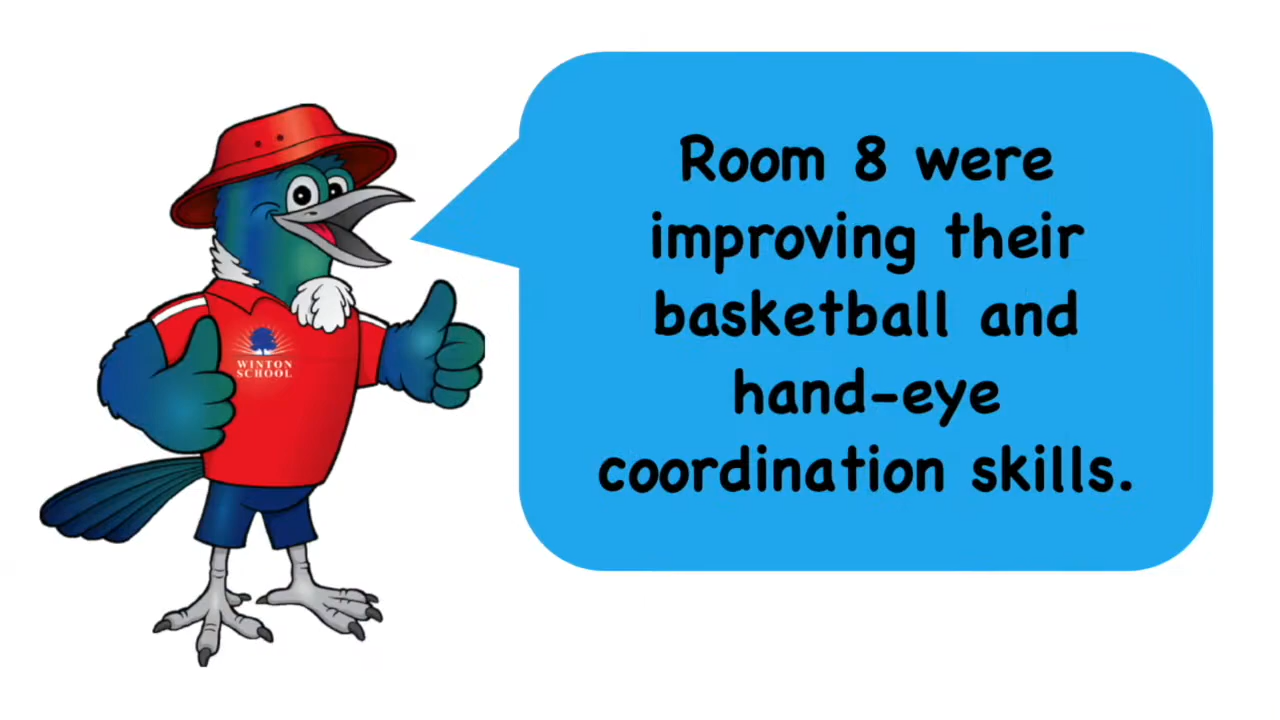 Room 8 were
improving their
basketball and
hand-eye
coordination skills.
WINTON
SCHOOL